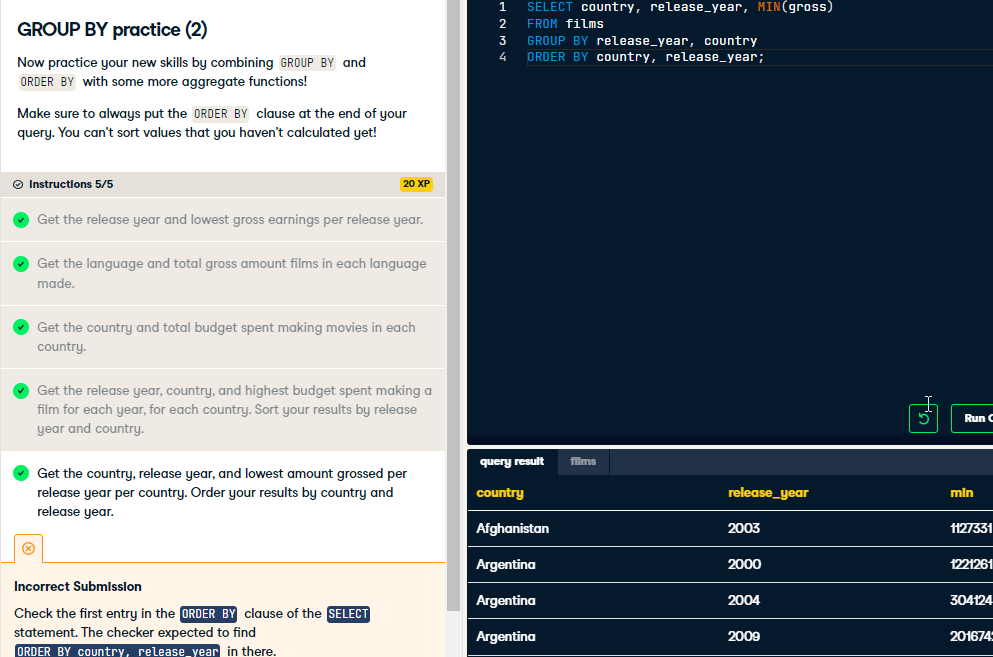 GROUP BY practice (2)
Now practice your new skills by combining GROUP BY and
ORDER BY with some more aggregate functions!
Make sure to always put the ORDER BY clause at the end of your
query. You can't sort values that you haven't calculated yet!
Instructions 5/5
20 XP
Get the release year and lowest gross earnings per release year.
Get the language and total gross amount films in each language
made.
Get the country and total budget spent making movies in each
country.
Get the release year, country, and highest budget spent making a
film for each year, for each country. Sort your results by release
year and country.
Get the country, release year, and lowest amount grossed per
release year per country. Order your results by country and
release year.
Incorrect Submission
Check the first entry in the ORDER BY clause of the SELECT
statement. The checker expected to find
ORDER BY country, release_year in there.
1 SELECT country, release_year, MIN(gross)
2 FROM films
3 GROUP BY release_year, country
4 ORDER BY country, release_year;
Run C
query result films
country release_year min
Afghanistan 2003 1127331
Argentina 2000 1221261
Argentina 2004 304124
Argentina 2009 2016742